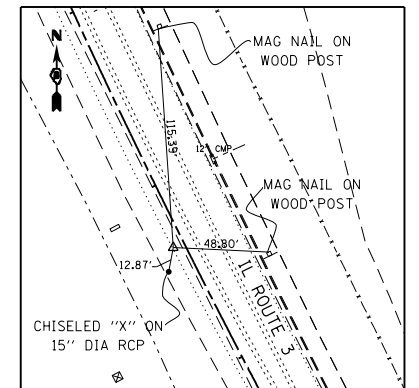 N
MAG NAIL ON
WOOD POST
115.39'
12" CMP
MAG NAIL ON
WOOD POST
48.80'
12.87'
IL ROUTE 3
CHISELED "X" ON
15" DIA RCP